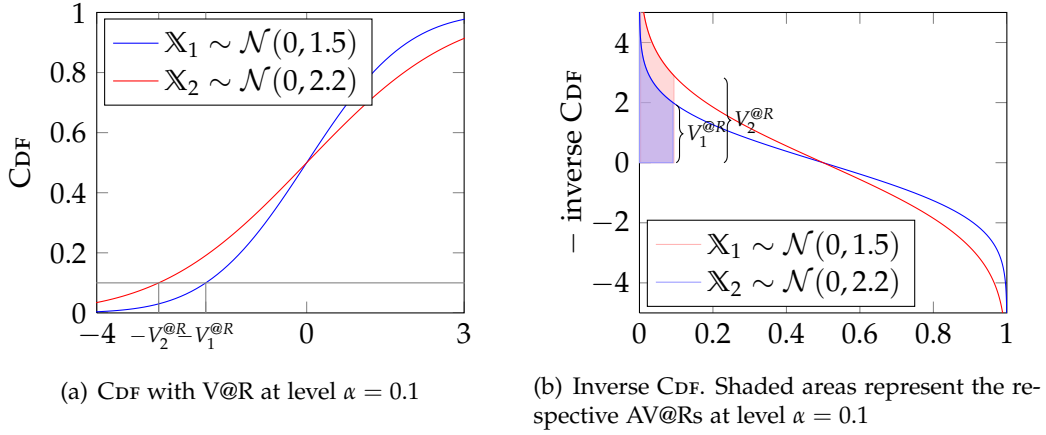 1
0.8
0.6
0.4
0.2
0
CDF
𝕏₁ ∼ 𝒩(0, 1.5)
𝕏₂ ∼ 𝒩(0, 2.2)
−4
−V₂^@R
−V₁^@R
0
3
(a) CDF with V@R at level α = 0.1
4
2
0
−2
−4
− inverse CDF
V₁^@R
V₂^@R
𝕏₁ ∼ 𝒩(0, 1.5)
𝕏₂ ∼ 𝒩(0, 2.2)
0
0.2
0.4
0.6
0.8
1
(b) Inverse CDF. Shaded areas represent the re-
spective AV@Rs at level α = 0.1